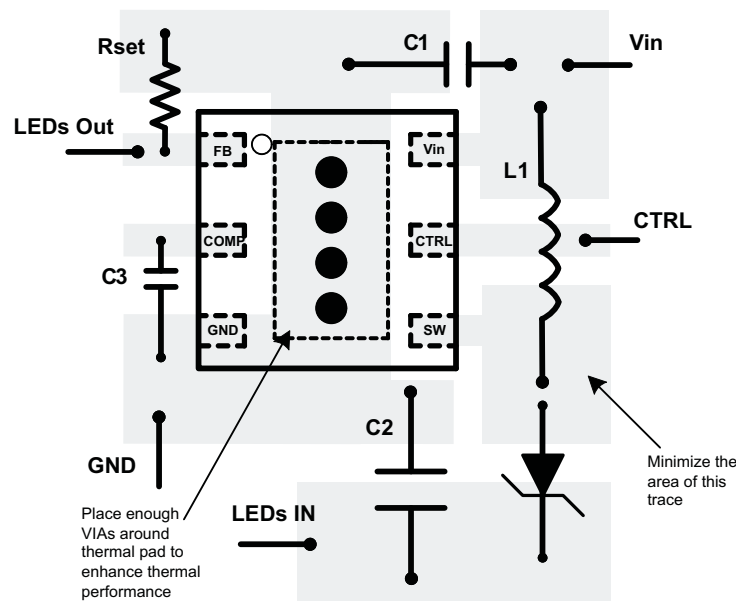 C1
Rset
Vin
LEDs Out
FB
Vin
L1
COMP
CTRL
CTRL
C3
GND
SW
C2
GND
Minimize the
area of this
trace
Place enough
VIAs around
thermal pad to
enhance thermal
performance
LEDs IN